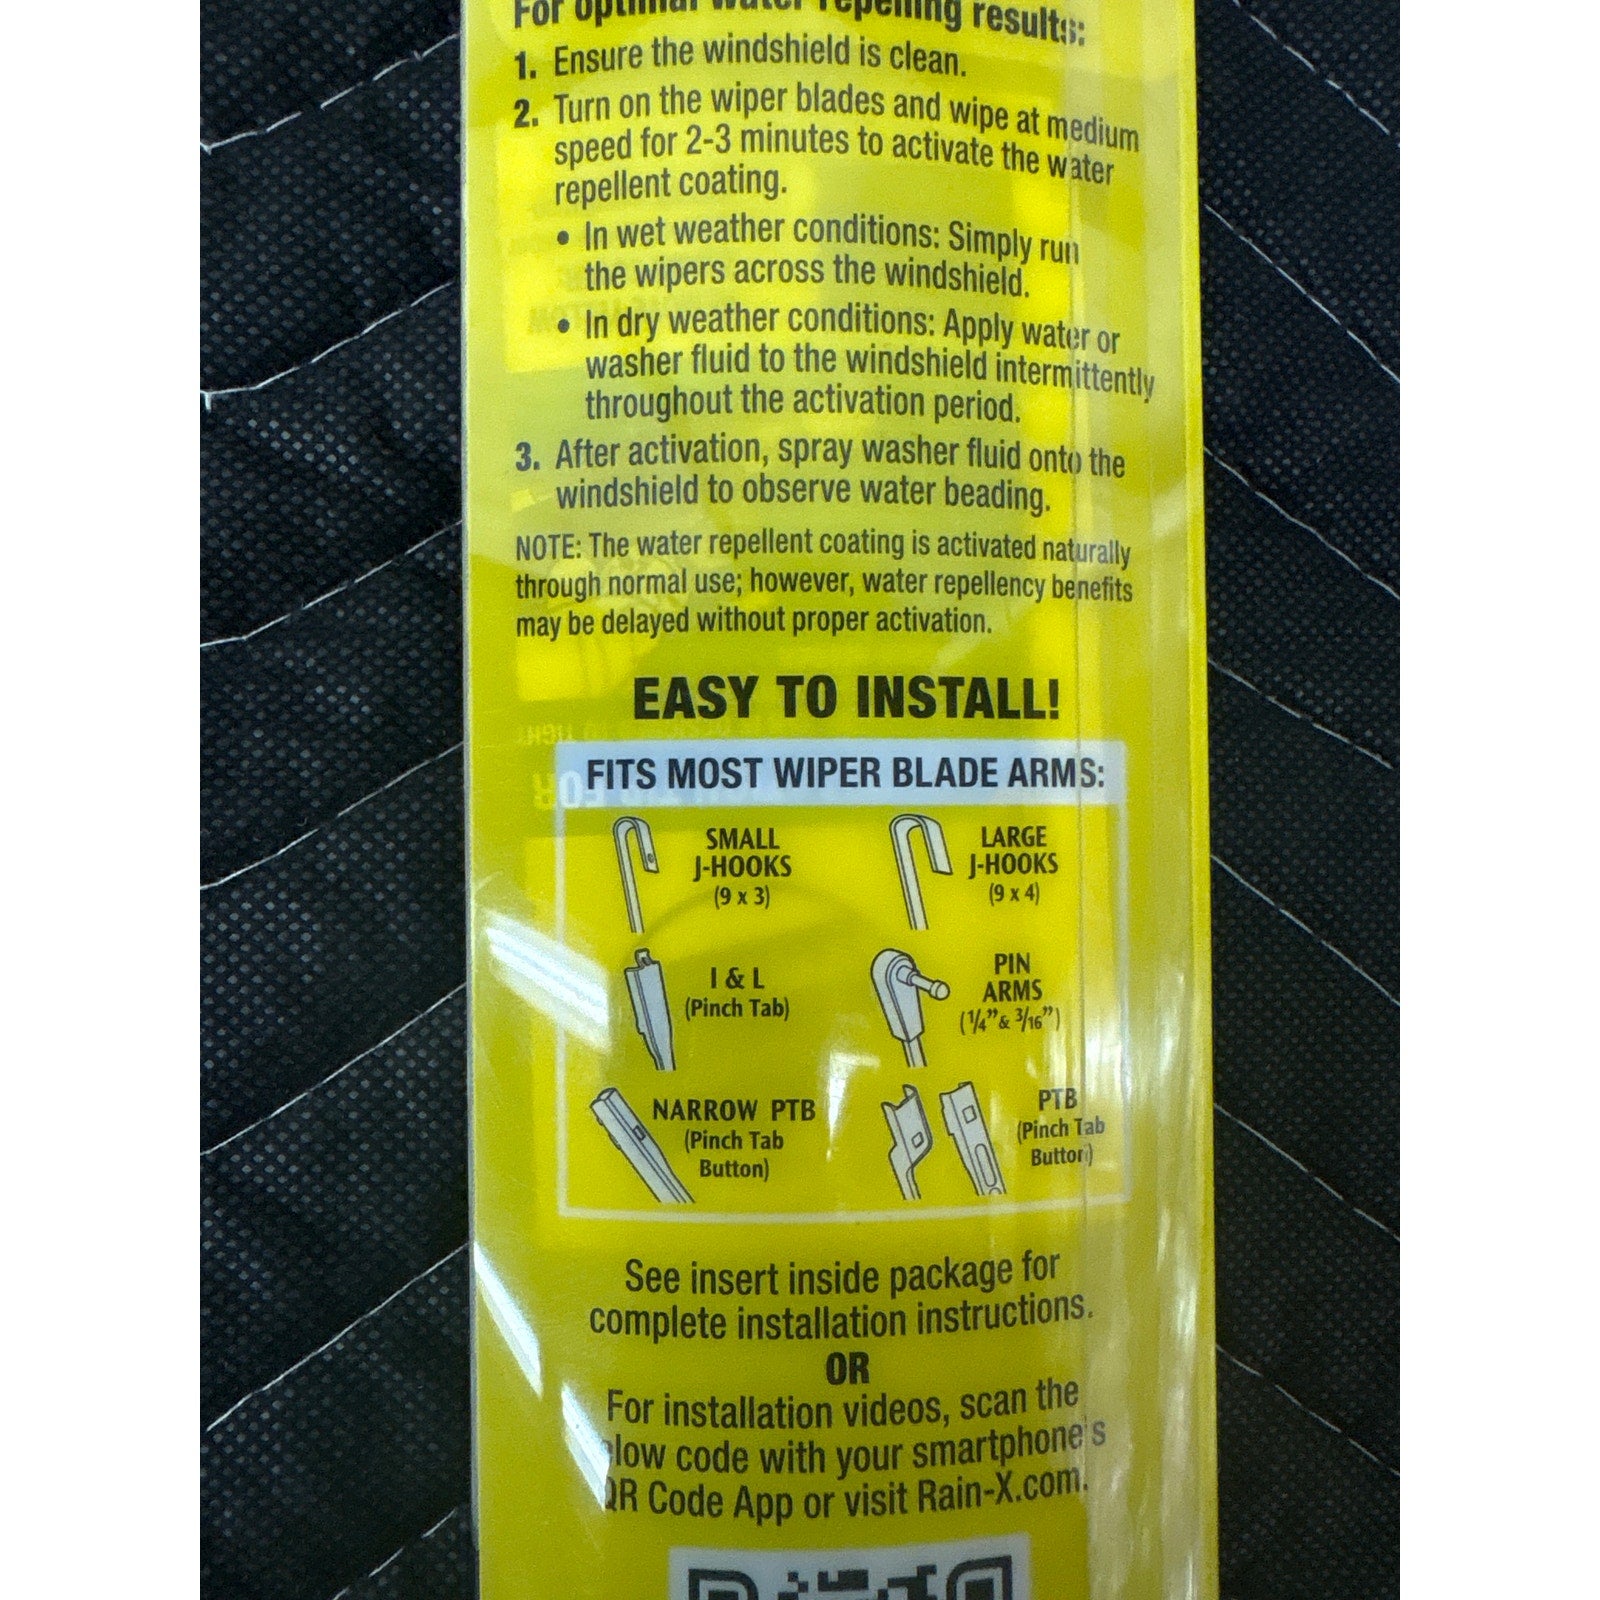 For optimal water repelling results:
1. Ensure the windshield is clean.
2. Turn on the wiper blades and wipe at medium
speed for 2-3 minutes to activate the water
repellent coating.
• In wet weather conditions: Simply run
the wipers across the windshield.
• In dry weather conditions: Apply water or
washer fluid to the windshield intermittently
throughout the activation period.
3. After activation, spray washer fluid onto the
windshield to observe water beading.
NOTE: The water repellent coating is activated naturally
through normal use; however, water repellency benefits
may be delayed without proper activation.
EASY TO INSTALL!
FITS MOST WIPER BLADE ARMS:
SMALL
J-HOOKS
(9 x 3)
LARGE
J-HOOKS
(9 x 4)
I & L
(Pinch Tab)
PIN
ARMS
(1/4" & 3/16")
NARROW PTB
(Pinch Tab
Button)
PTB
(Pinch Tab
Button)
See insert inside package for
complete installation instructions.
OR
For installation videos, scan the
low code with your smartphone's
QR Code App or visit Rain-X.com.